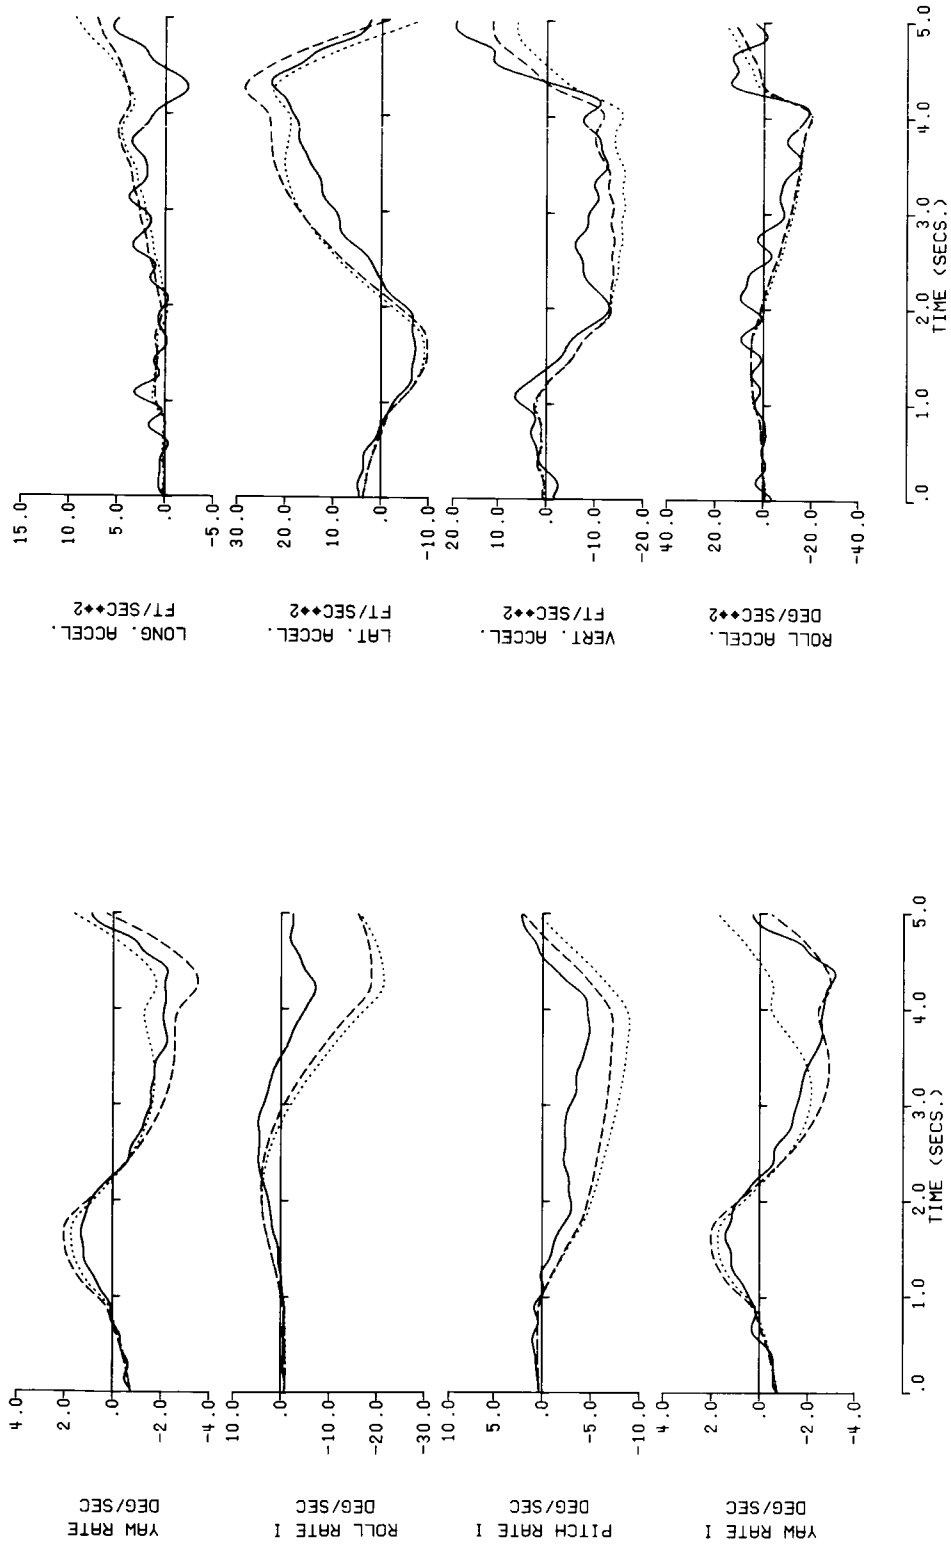 LONG. ACCEL.
FT/SEC**2
15.0
10.0
5.0
.0
-5.0
LAT. ACCEL.
FT/SEC**2
30.0
20.0
10.0
.0
-10.0
VERT. ACCEL.
FT/SEC**2
20.0
10.0
.0
-10.0
-20.0
ROLL ACCEL.
DEG/SEC**2
40.0
20.0
.0
-20.0
-40.0
.0 1.0 2.0 3.0 4.0 5.0
TIME (SECS.)
YAW RATE
DEG/SEC
4.0
2.0
.0
-2.0
-4.0
ROLL RATE I
DEG/SEC
10.0
.0
-10.0
-20.0
-30.0
PITCH RATE I
DEG/SEC
10.0
5.0
.0
-5.0
-10.0
YAW RATE I
DEG/SEC
4.0
2.0
.0
-2.0
-4.0
.0 1.0 2.0 3.0 4.0 5.0
TIME (SECS.)